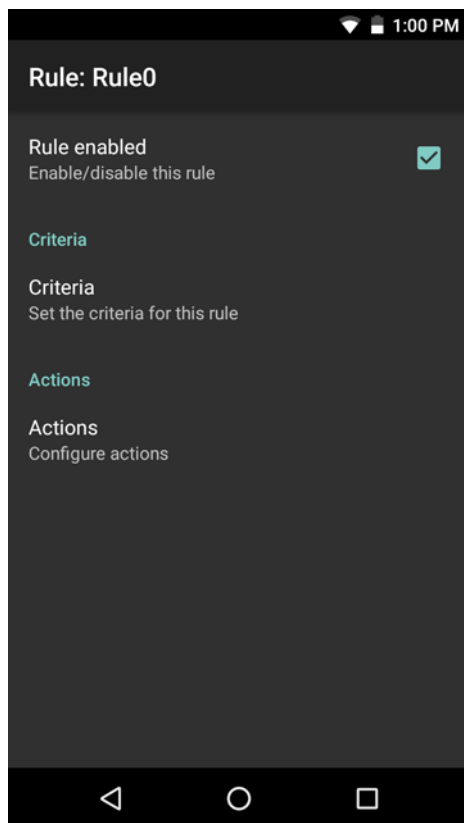 1:00 PM
Rule: Rule0
Rule enabled
Enable/disable this rule
Criteria
Criteria
Set the criteria for this rule
Actions
Actions
Configure actions